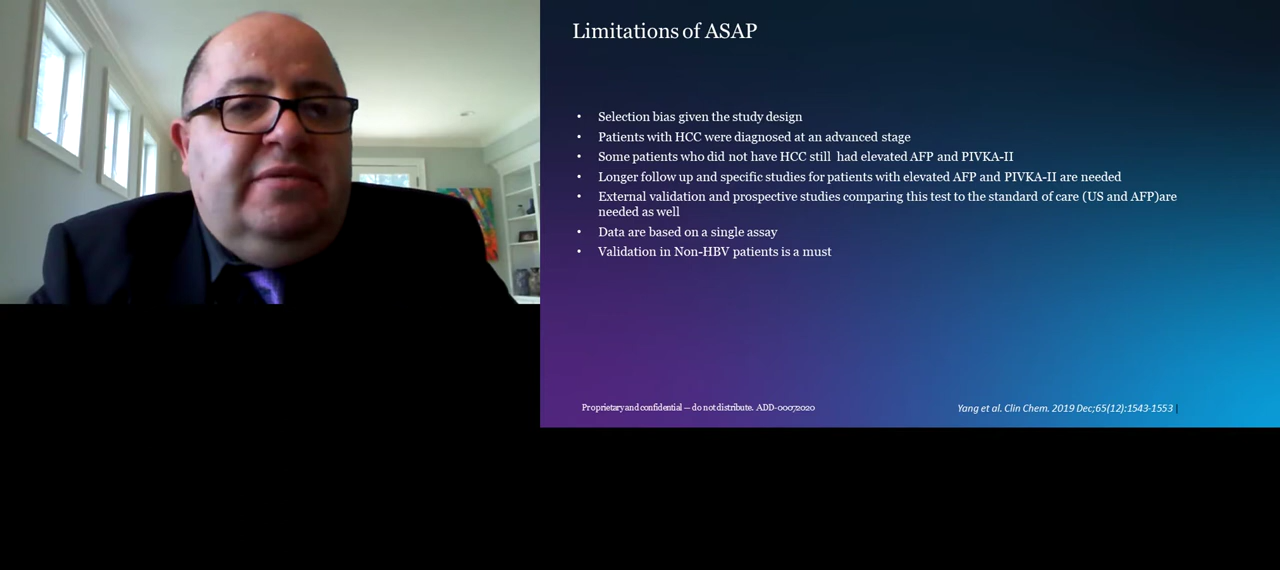 Limitations of ASAP
• Selection bias given the study design
• Patients with HCC were diagnosed at an advanced stage
• Some patients who did not have HCC still had elevated AFP and PIVKA-II
• Longer follow up and specific studies for patients with elevated AFP and PIVKA-II are needed
• External validation and prospective studies comparing this test to the standard of care (US and AFP)are
needed as well
• Data are based on a single assay
• Validation in Non-HBV patients is a must
Proprietary and confidential — do not distribute. ADD-00072020
Yang et al. Clin Chem. 2019 Dec;65(12):1543-1553 |